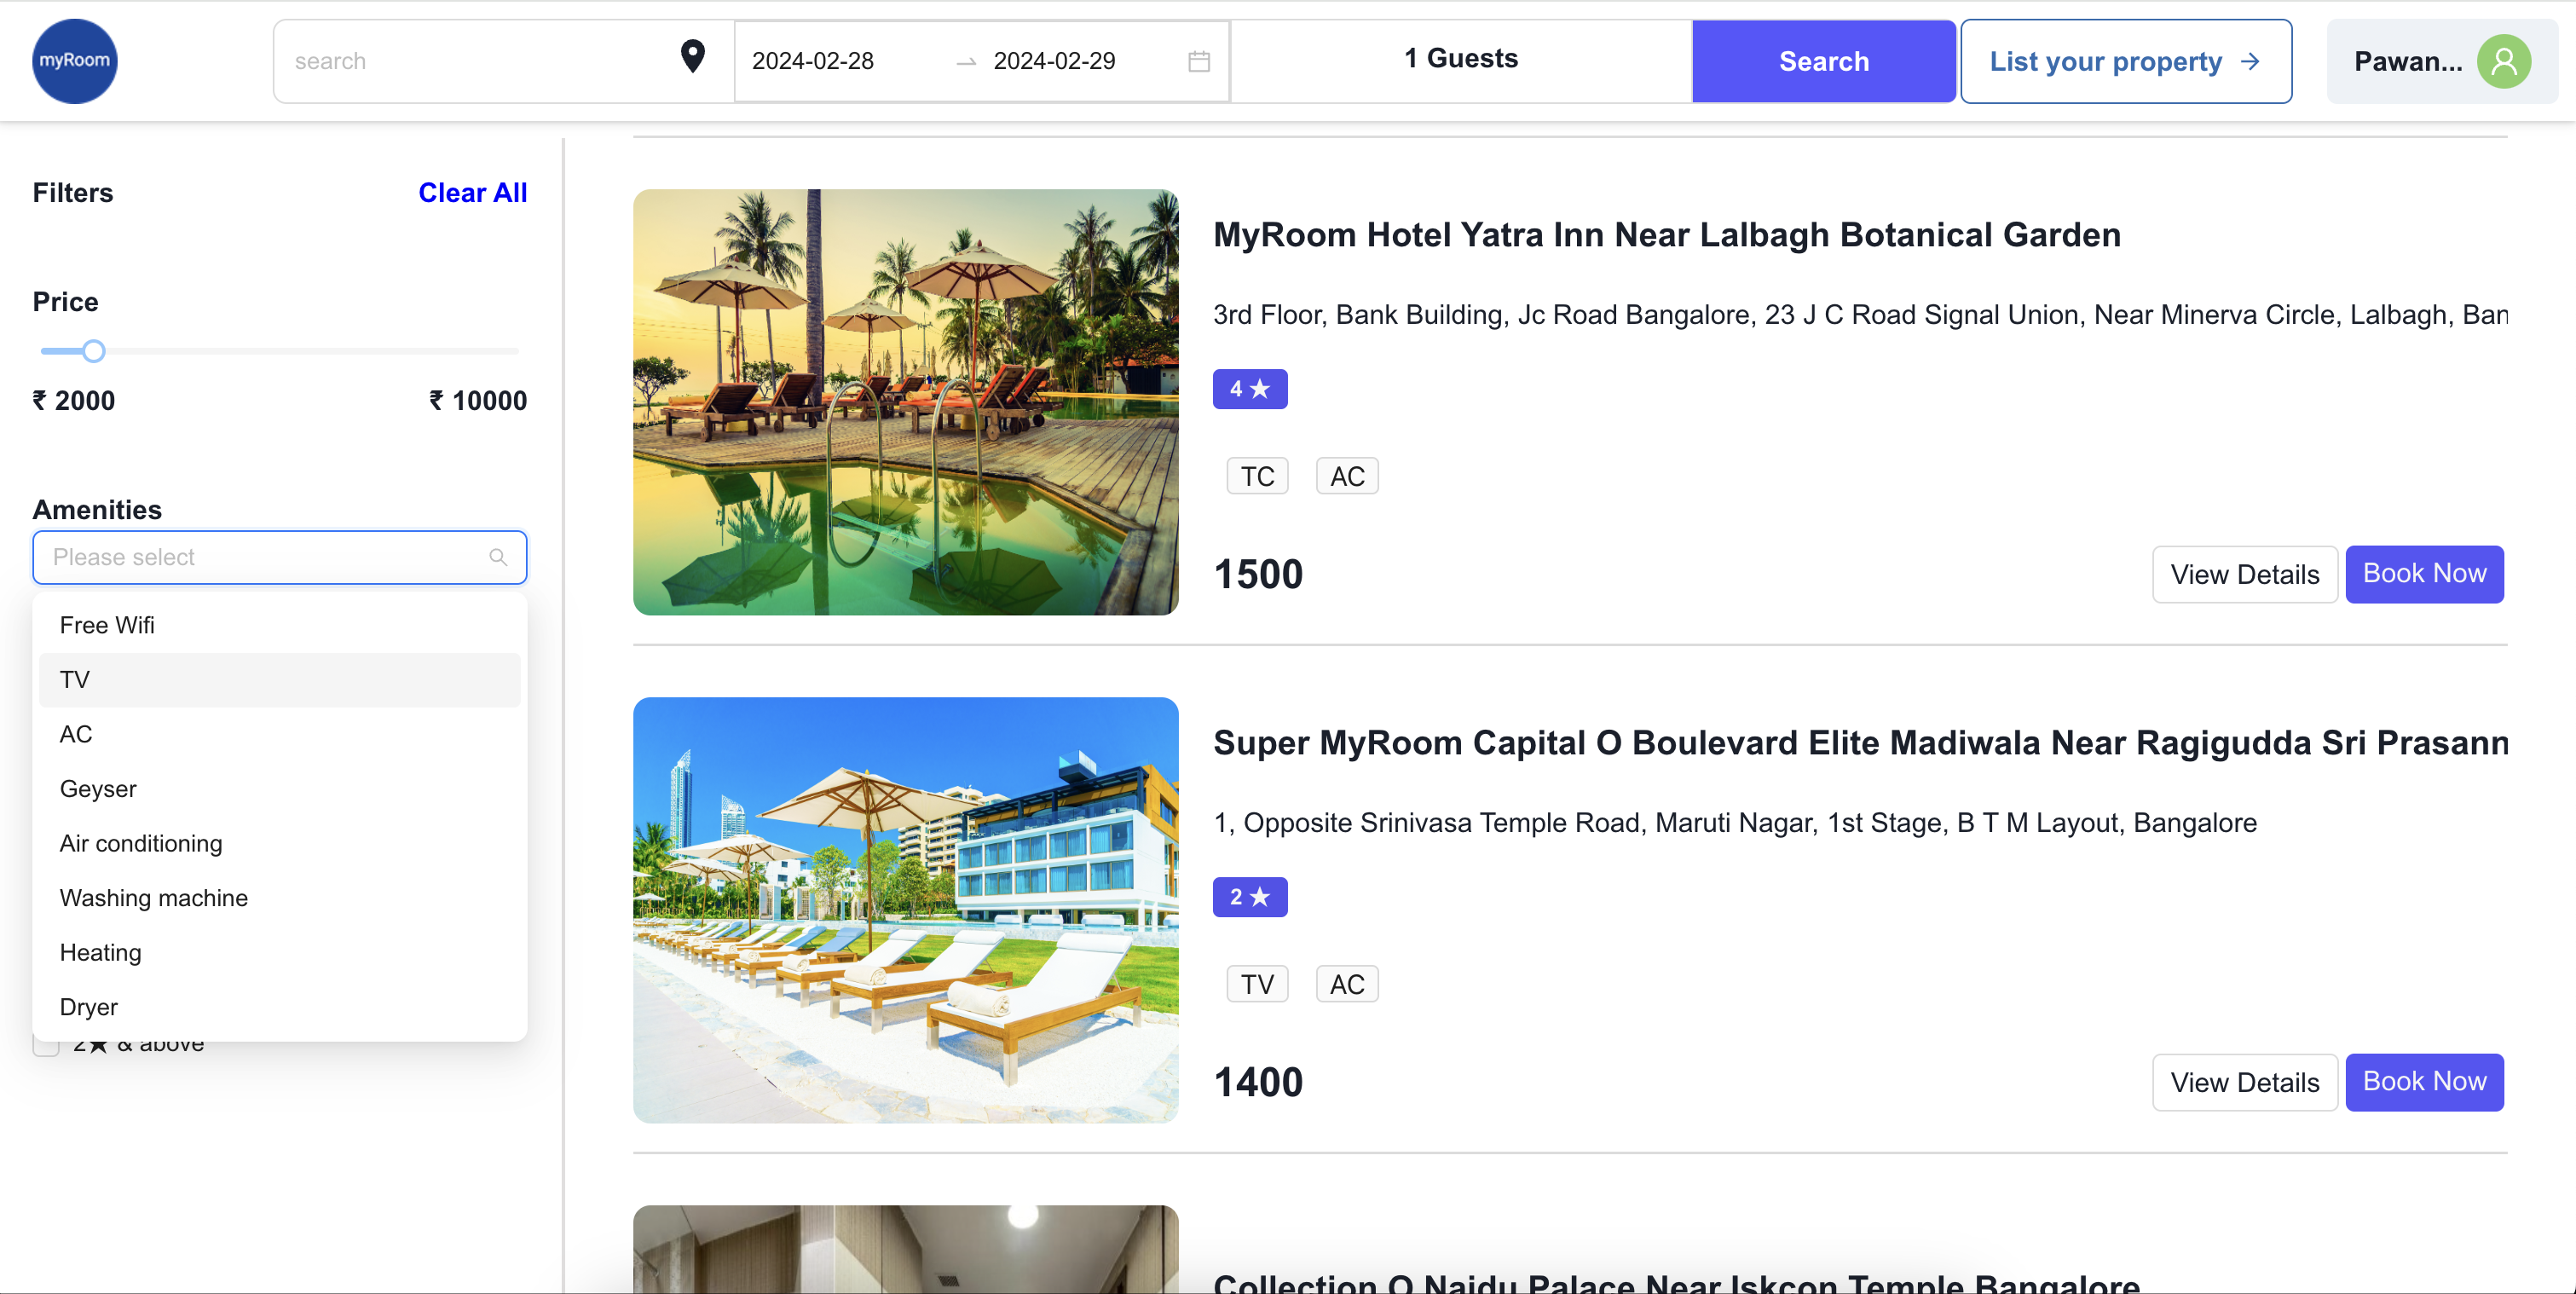 myRoom
search
2024-02-28 → 2024-02-29
1 Guests
Search
List your property →
Pawan...
Filters
Clear All
Price
₹ 2000
₹ 10000
Amenities
Please select
Free Wifi
TV
AC
Geyser
Air conditioning
Washing machine
Heating
Dryer
2★ & above
MyRoom Hotel Yatra Inn Near Lalbagh Botanical Garden
3rd Floor, Bank Building, Jc Road Bangalore, 23 J C Road Signal Union, Near Minerva Circle, Lalbagh, Ban
4 ★
TC AC
1500
View Details
Book Now
Super MyRoom Capital O Boulevard Elite Madiwala Near Ragigudda Sri Prasann
1, Opposite Srinivasa Temple Road, Maruti Nagar, 1st Stage, B T M Layout, Bangalore
2 ★
TV AC
1400
View Details
Book Now
Collection O Naidu Palace Near Iskcon Temple Bangalore